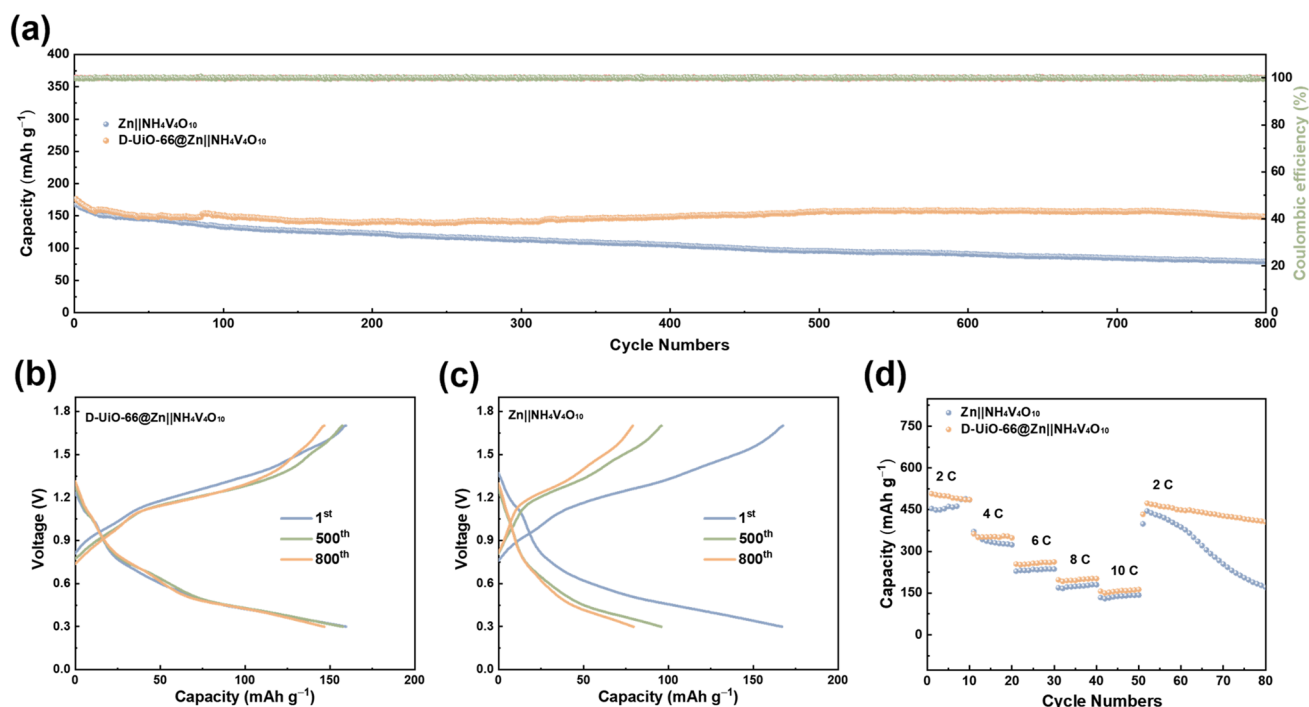 (a)
400
350
300
250
200
150
100
50
0
Capacity (mAh g⁻¹)
Zn||NH₄V₄O₁₀
D-UiO-66@Zn||NH₄V₄O₁₀
100
80
60
40
20
0
Coulombic efficiency (%)
0 100 200 300 400 500 600 700 800
Cycle Numbers
(b)
D-UiO-66@Zn||NH₄V₄O₁₀
1.8
1.5
1.2
0.9
0.6
0.3
0.0
Voltage (V)
1ˢᵗ
500ᵗʰ
800ᵗʰ
0 50 100 150 200
Capacity (mAh g⁻¹)
(c)
Zn||NH₄V₄O₁₀
1.8
1.5
1.2
0.9
0.6
0.3
0.0
Voltage (V)
1ˢᵗ
500ᵗʰ
800ᵗʰ
0 50 100 150 200
Capacity (mAh g⁻¹)
(d)
Zn||NH₄V₄O₁₀
D-UiO-66@Zn||NH₄V₄O₁₀
750
600
450
300
150
0
Capacity (mAh g⁻¹)
2 C
4 C
6 C
8 C
10 C
2 C
0 10 20 30 40 50 60 70 80
Cycle Numbers